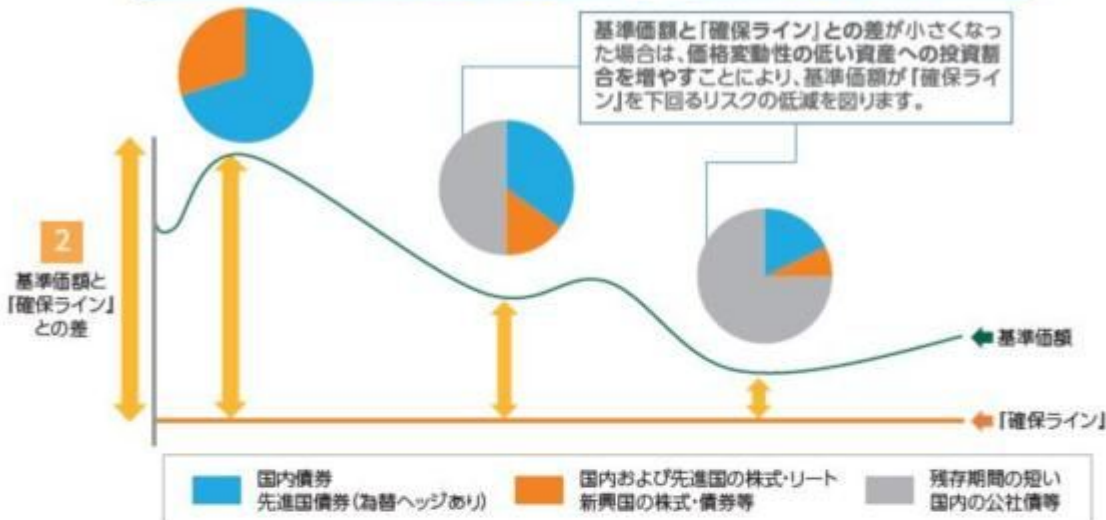 基準価額と『確保ライン』との差が小さくなっ
た場合は、価格変動性の低い資産への投資割
合を増やすことにより、基準価額が『確保ライ
ン』を下回るリスクの低減を図ります。
2
基準価額と
『確保ライン』
との差
基準価額
『確保ライン』
国内債券
先進国債券(為替ヘッジあり)
国内および先進国の株式・リート
新興国の株式・債券等
残存期間の短い
国内の公社債等